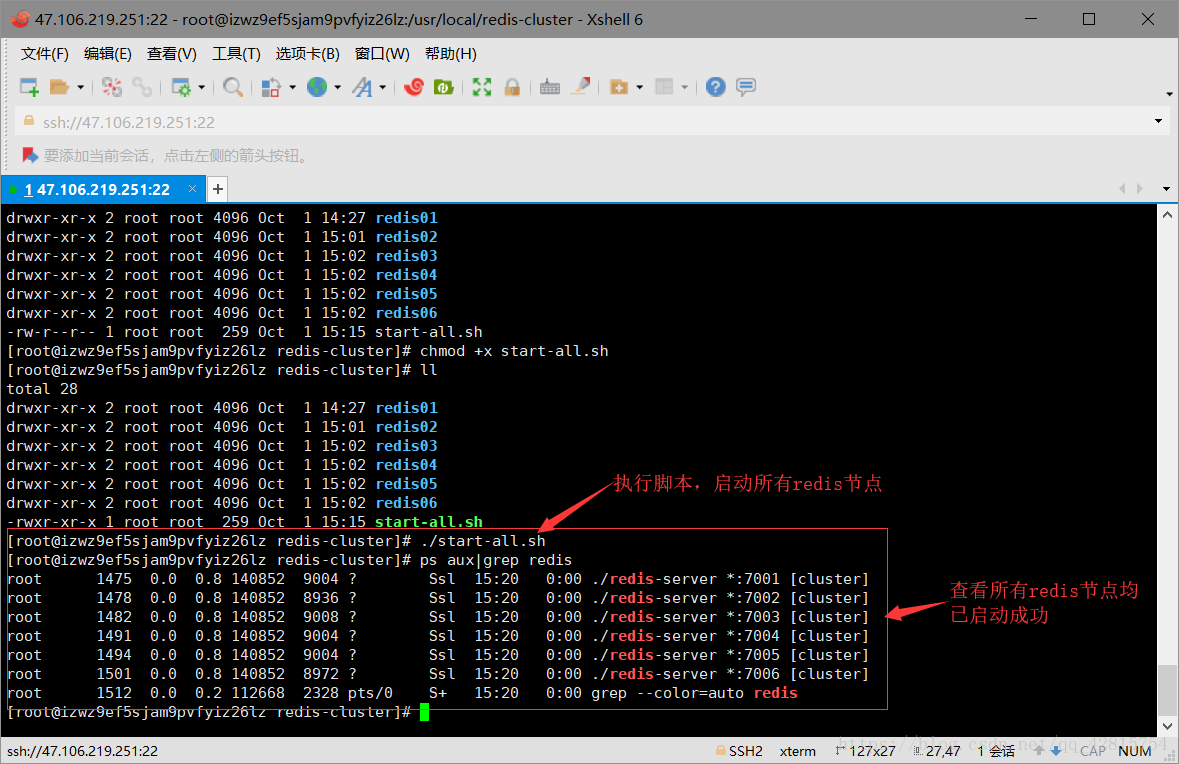 47.106.219.251:22 - root@izwz9ef5sjam9pvfyiz26lz:/usr/local/redis-cluster - Xshell 6
文件(F) 编辑(E) 查看(V) 工具(T) 选项卡(B) 窗口(W) 帮助(H)
ssh://47.106.219.251:22
要添加当前会话，点击左侧的箭头按钮。
1 47.106.219.251:22 × +
drwxr-xr-x 2 root root 4096 Oct  1 14:27 redis01
drwxr-xr-x 2 root root 4096 Oct  1 15:01 redis02
drwxr-xr-x 2 root root 4096 Oct  1 15:02 redis03
drwxr-xr-x 2 root root 4096 Oct  1 15:02 redis04
drwxr-xr-x 2 root root 4096 Oct  1 15:02 redis05
drwxr-xr-x 2 root root 4096 Oct  1 15:02 redis06
-rw-r--r-- 1 root root  259 Oct  1 15:15 start-all.sh
[root@izwz9ef5sjam9pvfyiz26lz redis-cluster]# chmod +x start-all.sh
[root@izwz9ef5sjam9pvfyiz26lz redis-cluster]# ll
total 28
drwxr-xr-x 2 root root 4096 Oct  1 14:27 redis01
drwxr-xr-x 2 root root 4096 Oct  1 15:01 redis02
drwxr-xr-x 2 root root 4096 Oct  1 15:02 redis03
drwxr-xr-x 2 root root 4096 Oct  1 15:02 redis04
drwxr-xr-x 2 root root 4096 Oct  1 15:02 redis05
drwxr-xr-x 2 root root 4096 Oct  1 15:02 redis06
-rwxr-xr-x 1 root root  259 Oct  1 15:15 start-all.sh
执行脚本，启动所有redis节点
[root@izwz9ef5sjam9pvfyiz26lz redis-cluster]# ./start-all.sh
[root@izwz9ef5sjam9pvfyiz26lz redis-cluster]# ps aux|grep redis
root      1475  0.0  0.8 140852  9004 ?        Ssl  15:20   0:00 ./redis-server *:7001 [cluster]
root      1478  0.0  0.8 140852  8936 ?        Ssl  15:20   0:00 ./redis-server *:7002 [cluster]
root      1482  0.0  0.8 140852  9008 ?        Ssl  15:20   0:00 ./redis-server *:7003 [cluster]
root      1491  0.0  0.8 140852  9004 ?        Ssl  15:20   0:00 ./redis-server *:7004 [cluster]
root      1494  0.0  0.8 140852  9004 ?        Ssl  15:20   0:00 ./redis-server *:7005 [cluster]
root      1501  0.0  0.8 140852  8972 ?        Ssl  15:20   0:00 ./redis-server *:7006 [cluster]
root      1512  0.0  0.2 112668  2328 pts/0    S+   15:20   0:00 grep --color=auto redis
[root@izwz9ef5sjam9pvfyiz26lz redis-cluster]#
查看所有redis节点均
已启动成功
ssh://47.106.219.251:22 SSH2 xterm 127x27 27,47 1 会话 CAP NUM